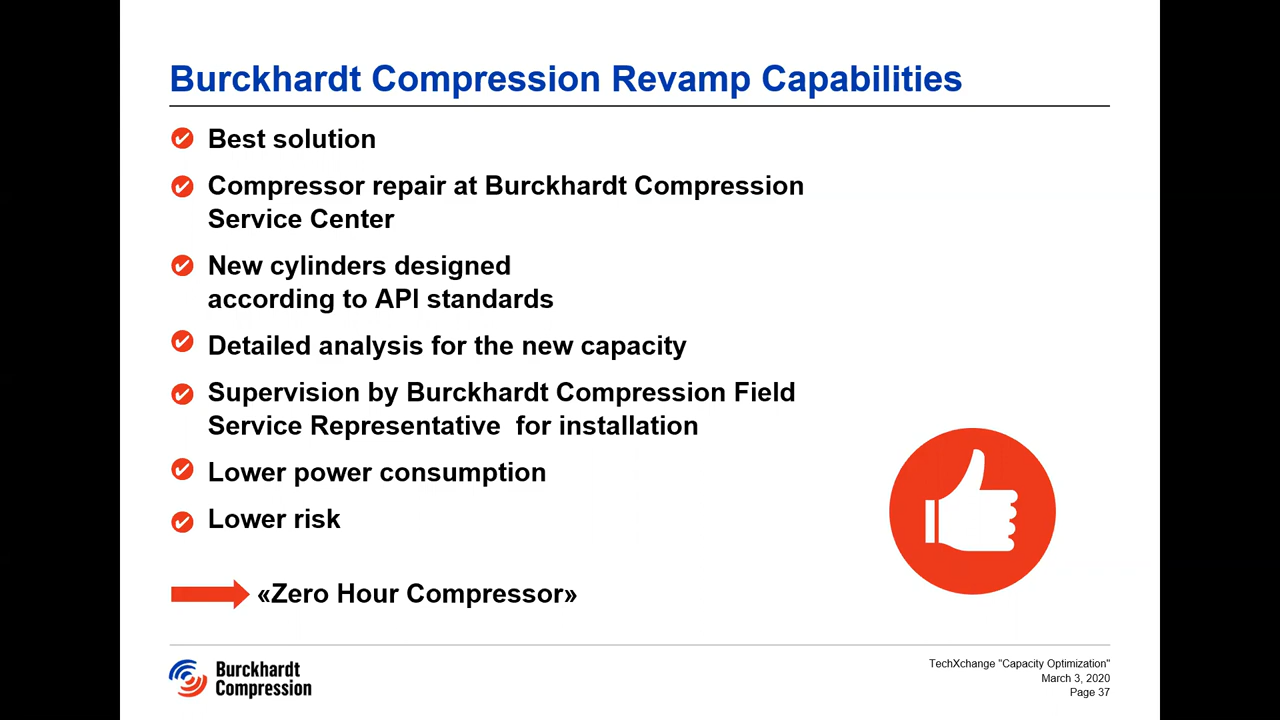 Burckhardt Compression Revamp Capabilities
Best solution
Compressor repair at Burckhardt Compression
Service Center
New cylinders designed
according to API standards
Detailed analysis for the new capacity
Supervision by Burckhardt Compression Field
Service Representative  for installation
Lower power consumption
Lower risk
«Zero Hour Compressor»
Burckhardt
Compression
TechXchange "Capacity Optimization"
March 3, 2020
Page 37